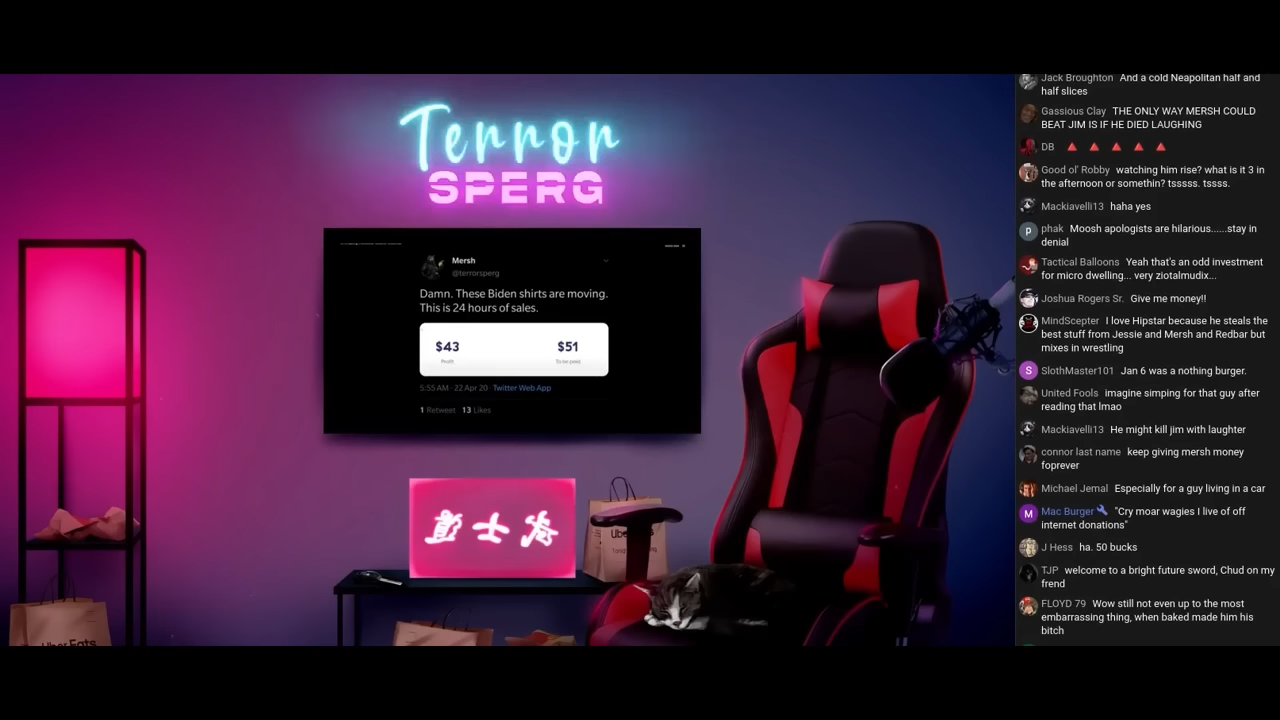 Terror
SPERG
Mersh
@terrorsperg
Damn. These Biden shirts are moving.
This is 24 hours of sales.
$43
$51
Profit
To be paid
5:55 AM · 22 Apr 20 · Twitter Web App
1 Retweet 13 Likes
Uber
Uber Eats
Jack Broughton And a cold Neapolitan half and
half slices
Gassious Clay THE ONLY WAY MERSH COULD
BEAT JIM IS IF HE DIED LAUGHING
DB 🔺 🔺 🔺 🔺 🔺
Good ol' Robby watching him rise? what is it 3 in
the afternoon or somethin? tsssss. tssss.
Mackiavelli13 haha yes
p phak Moosh apologists are hilarious......stay in
denial
Tactical Balloons Yeah that's an odd investment
for micro dwelling... very ziotalmudix...
Joshua Rogers Sr. Give me money!!
MindScepter I love Hipstar because he steals the
best stuff from Jessie and Mersh and Redbar but
mixes in wrestling
S SlothMaster101 Jan 6 was a nothing burger.
United Fools imagine simping for that guy after
reading that lmao
Mackiavelli13 He might kill jim with laughter
connor last name keep giving mersh money
foprever
Michael Jemal Especially for a guy living in a car
M Mac Burger "Cry moar wagies I live of off
internet donations"
J Hess ha. 50 bucks
TJP welcome to a bright future sword, Chud on my
frend
FLOYD 79 Wow still not even up to the most
embarrassing thing, when baked made him his
bitch